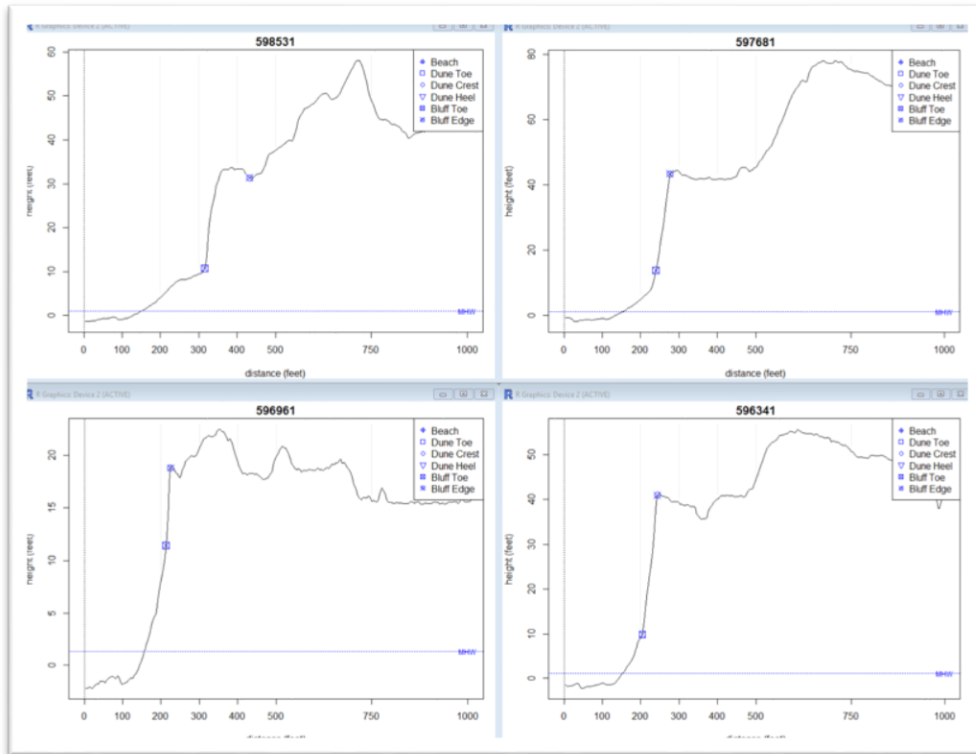 R Graphics Device 2 (ACTIVE)
598531
60
50
40
30
20
10
0
height (feet)
Beach
Dune Toe
Dune Crest
Dune Heel
Bluff Toe
Bluff Edge
MHW
0 100 200 300 400 500 750 1000
distance (feet)
R Graphics Device 2 (ACTIVE)
597681
80
60
40
20
0
height (feet)
Beach
Dune Toe
Dune Crest
Dune Heel
Bluff Toe
Bluff Edge
MHW
0 100 200 300 400 500 750 1000
distance (feet)
R Graphics Device 2 (ACTIVE)
596961
20
15
10
5
0
height (feet)
Beach
Dune Toe
Dune Crest
Dune Heel
Bluff Toe
Bluff Edge
MHW
0 100 200 300 400 500 750 1000
R Graphics Device 2 (ACTIVE)
596341
50
40
30
20
10
0
height (feet)
Beach
Dune Toe
Dune Crest
Dune Heel
Bluff Toe
Bluff Edge
MHW
0 100 200 300 400 500 750 1000